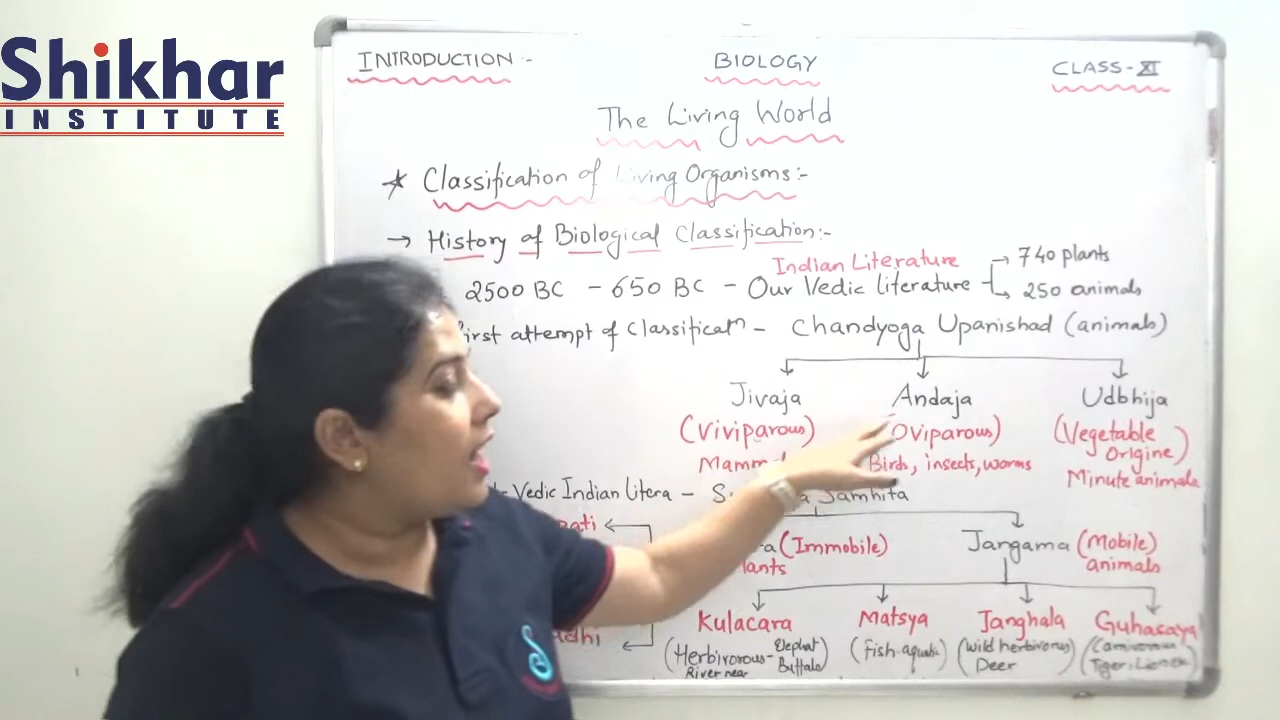 Shikhar
INSTITUTE
INTRODUCTION :-
BIOLOGY
CLASS-XI
The Living World
* Classification of Living Organisms:-
→ History of Biological Classification:-
Indian Literature
2500 BC - 650 BC - Our Vedic literature
→ 740 plants
→ 250 animals
First attempt of Classificatn - Chandyoga Upanishad (animals)
Jivaja
Andaja
Udbhija
(Viviparous)
Oviparous)
(Vegetable Origine)
Birds, insects, worms
Minute animals
Vedic Indian Litera - Samhita
(Immobile)
Jangama (Mobile)
animals
Kulacara
Matsya
Janghala
Guhasaya
(Herbivorous- Elephat Buffalo)
River near
(fish-aquatic)
(wild herbivorous)
Deer